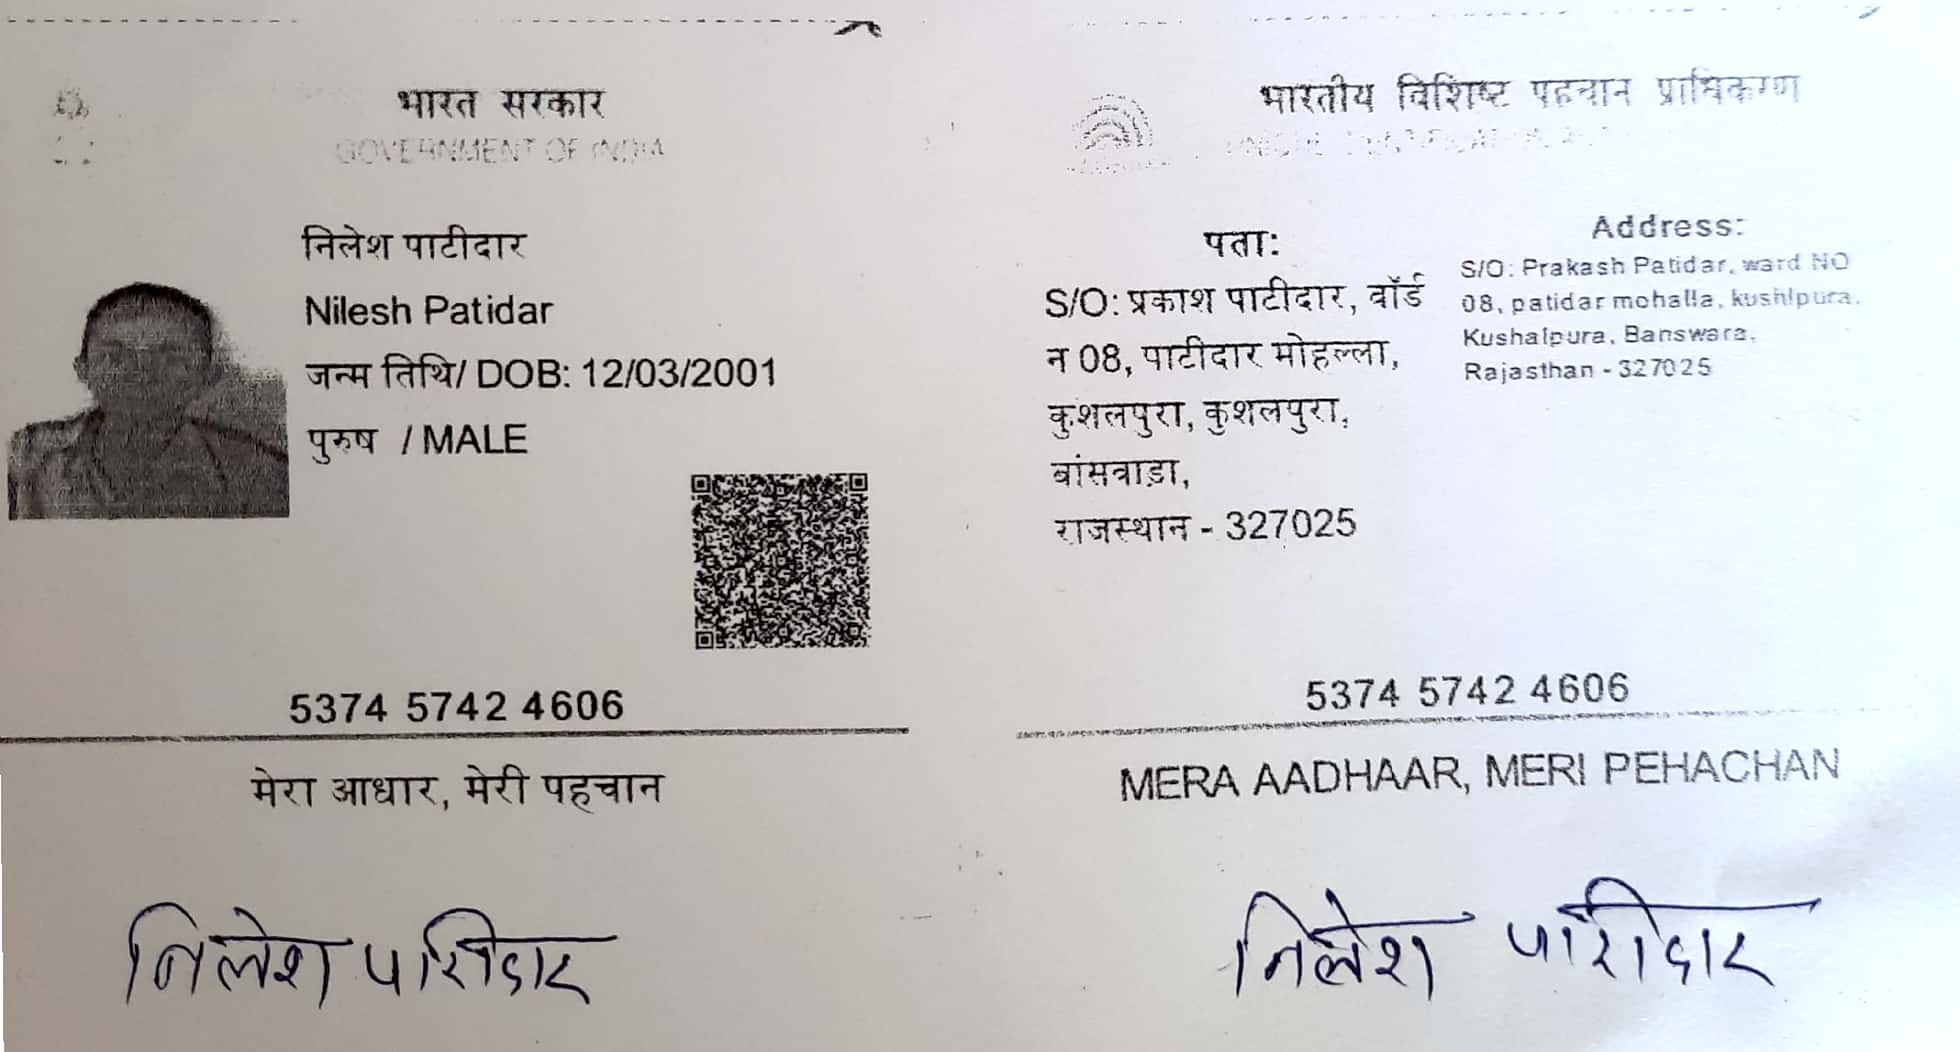 भारत सरकार
GOVERNMENT OF INDIA
निलेश पाटीदार
Nilesh Patidar
जन्म तिथि/ DOB: 12/03/2001
पुरुष / MALE
5374 5742 4606
मेरा आधार, मेरी पहचान
निलेश पाटीदार
भारतीय विशिष्ट पहचान प्राधिकरण
पता:
S/O: प्रकाश पाटीदार, वॉर्ड
न 08, पाटीदार मोहल्ला,
कुशलपुरा, कुशलपुरा,
बांसवाड़ा,
राजस्थान - 327025
Address:
S/O: Prakash Patidar, ward NO
08, patidar mohalla, kushlpura,
Kushalpura, Banswara,
Rajasthan - 327025
5374 5742 4606
MERA AADHAAR, MERI PEHACHAN
निलेश पाटीदार